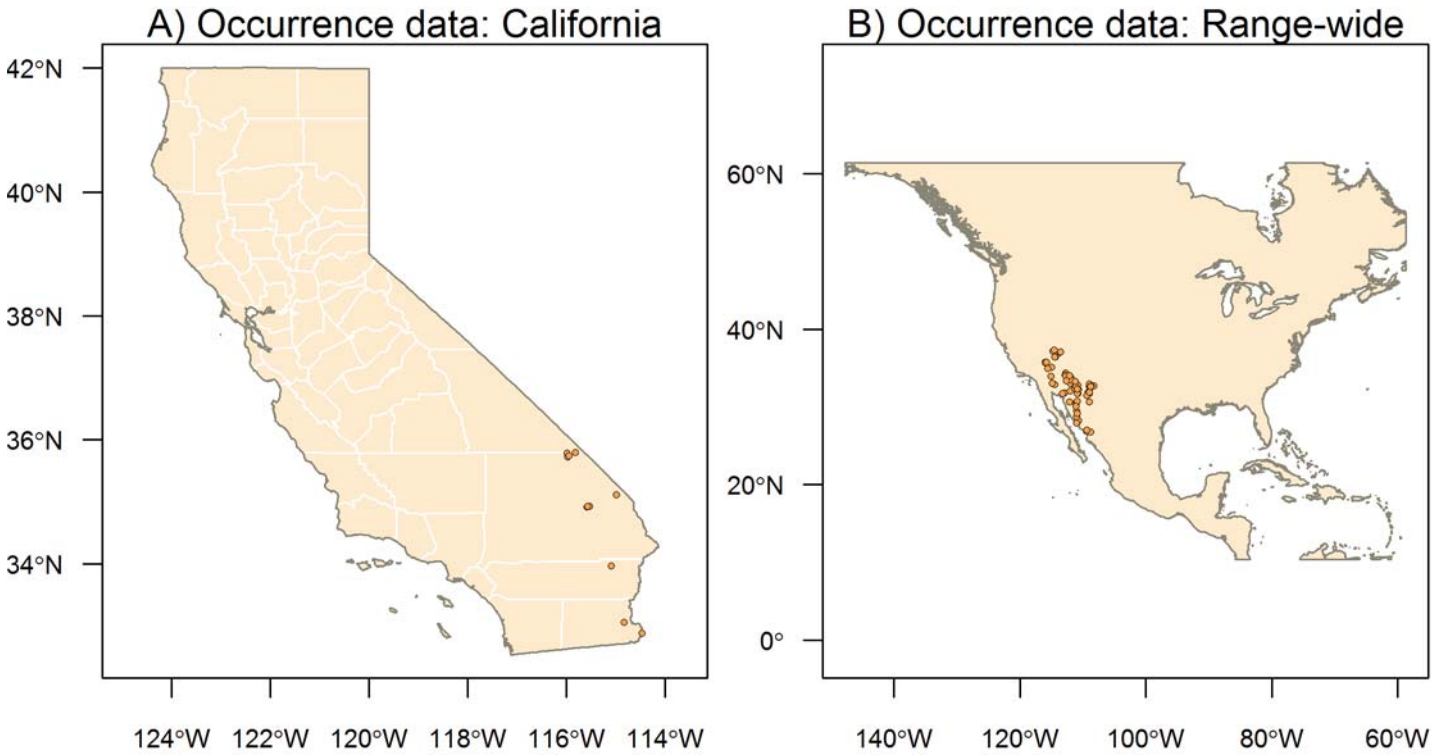 A) Occurrence data: California
42°N
40°N
38°N
36°N
34°N
124°W 122°W 120°W 118°W 116°W 114°W
B) Occurrence data: Range-wide
60°N
40°N
20°N
0°
140°W 120°W 100°W 80°W 60°W